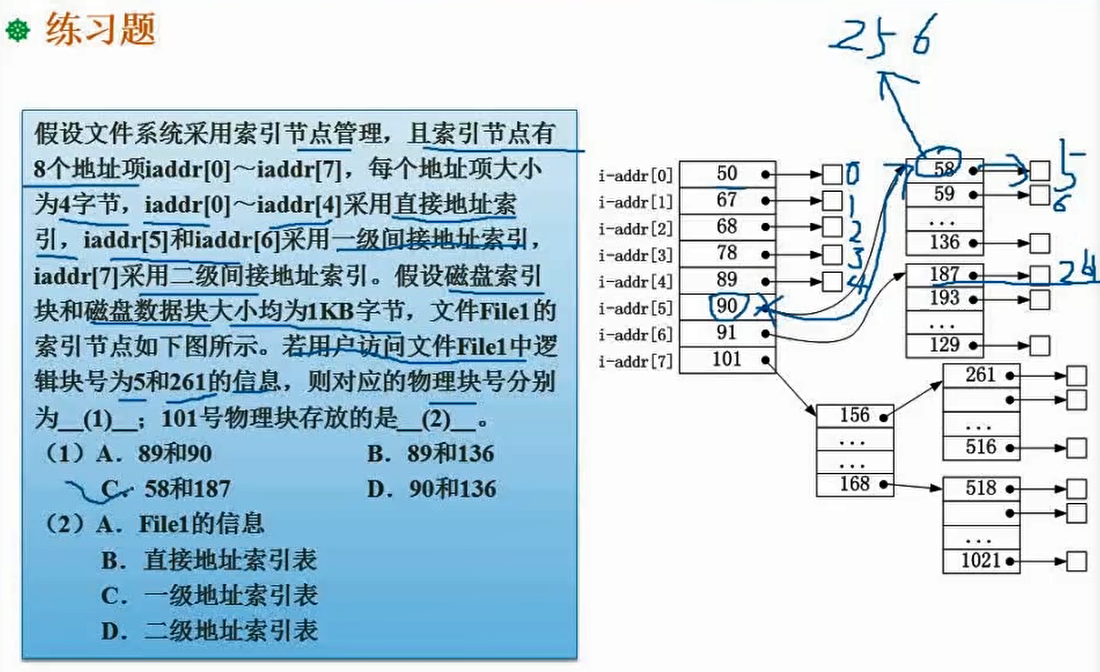 练习题
256
假设文件系统采用索引节点管理，且索引节点有
8个地址项iaddr[0]～iaddr[7]，每个地址项大小
为4字节，iaddr[0]～iaddr[4]采用直接地址索
引，iaddr[5]和iaddr[6]采用一级间接地址索引，
iaddr[7]采用二级间接地址索引。假设磁盘索引
块和磁盘数据块大小均为1KB字节，文件File1的
索引节点如下图所示。若用户访问文件File1中逻
辑块号为5和261的信息，则对应的物理块号分别
为__(1)__；101号物理块存放的是__(2)__。
（1）A．89和90 B．89和136
C．58和187 D．90和136
（2）A．File1的信息
B．直接地址索引表
C．一级地址索引表
D．二级地址索引表
i-addr[0] 50 0
i-addr[1] 67 1
i-addr[2] 68 2
i-addr[3] 78 3
i-addr[4] 89 4
i-addr[5] 90
i-addr[6] 91
i-addr[7] 101
58 5
59 6
...
136
187
193
...
129
156
...
...
168
261
...
516
518
...
1021